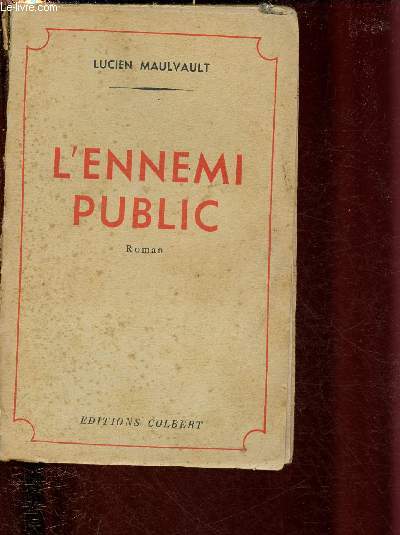 Le-livre.com
LUCIEN MAULVAULT
L'ENNEMI
PUBLIC
Roman
EDITIONS COLBERT